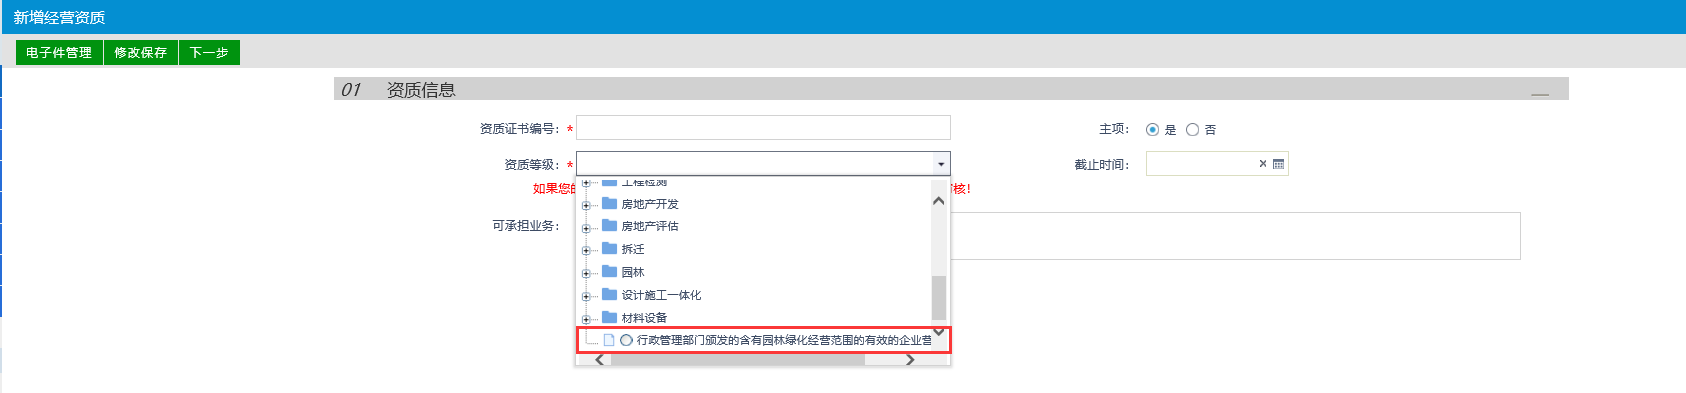 新增经营资质
电子件管理 修改保存 下一步
01 资质信息
资质证书编号: * 主项: 是 否
资质等级: * 截止时间:
如果您 核!
工程检测
房地产开发
可承担业务: 房地产评估
拆迁
园林
设计施工一体化
材料设备
行政管理部门颁发的含有园林绿化经营范围的有效的企业营